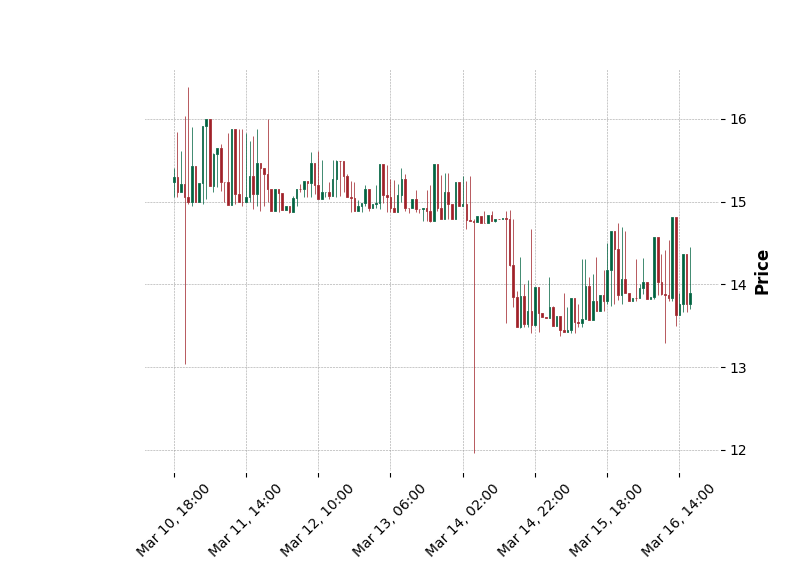 16
15
14
13
12
Price
Mar 10, 18:00
Mar 11, 14:00
Mar 12, 10:00
Mar 13, 06:00
Mar 14, 02:00
Mar 14, 22:00
Mar 15, 18:00
Mar 16, 14:00